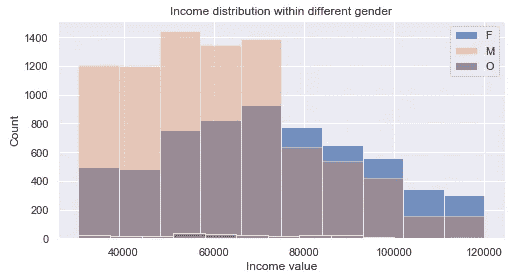 Income distribution within different gender
F
M
O
1400
1200
1000
800
600
400
200
0
Count
40000 60000 80000 100000 120000
Income value